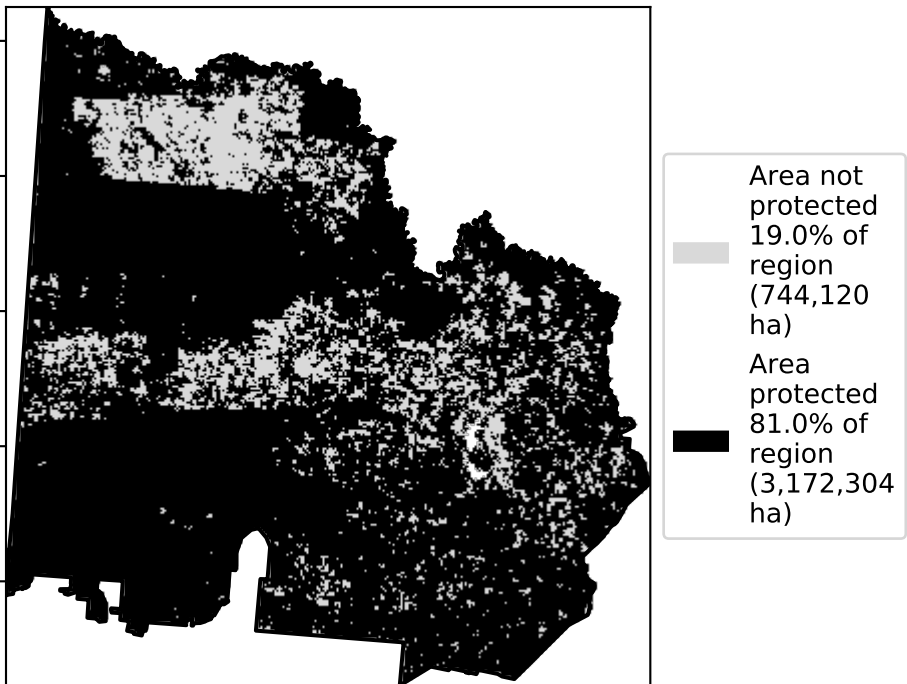 Area not
protected
19.0% of
region
(744,120
ha)
Area
protected
81.0% of
region
(3,172,304
ha)